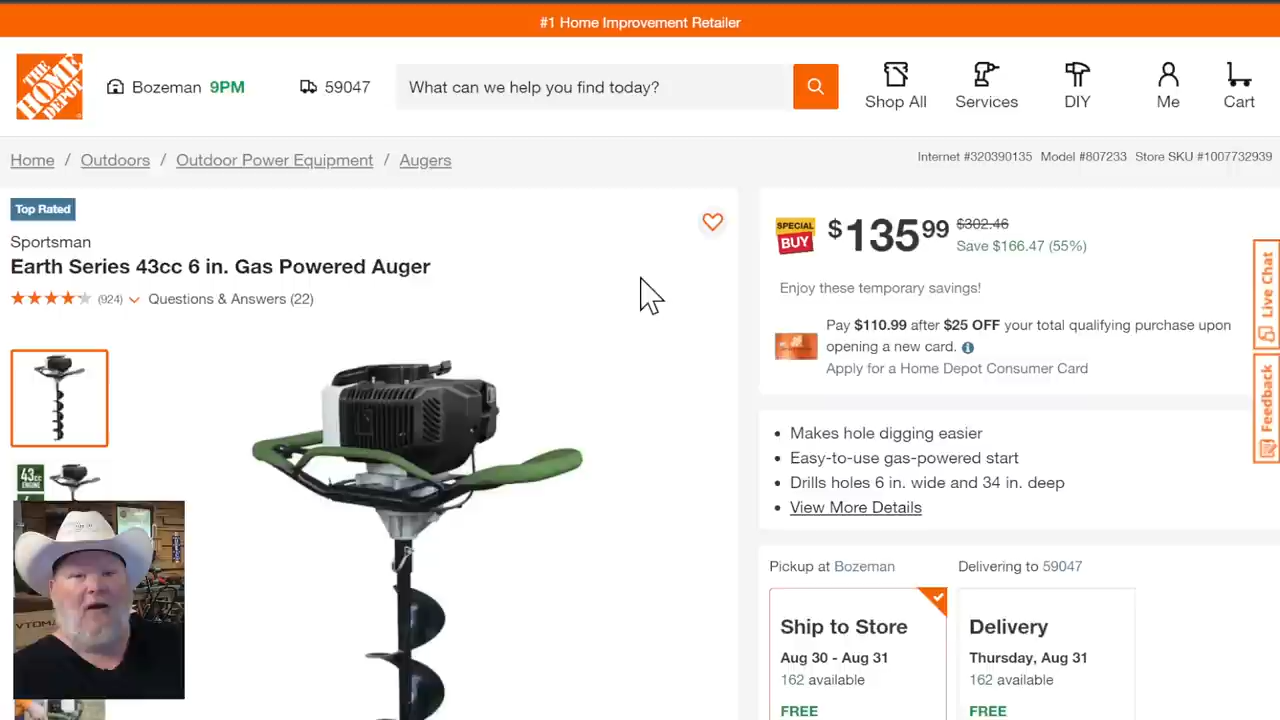 #1 Home Improvement Retailer
THE HOME DEPOT
Bozeman 9PM
59047
What can we help you find today?
Shop All
Services
DIY
Me
Cart
Home / Outdoors / Outdoor Power Equipment / Augers
Internet #320390135 Model #807233 Store SKU #1007732939
Top Rated
Sportsman
Earth Series 43cc 6 in. Gas Powered Auger
(924)
Questions & Answers (22)
43cc
ENGINE
SPECIAL
BUY
$135.99
$302.46
Save $166.47 (55%)
Enjoy these temporary savings!
Pay $110.99 after $25 OFF your total qualifying purchase upon
opening a new card.
Apply for a Home Depot Consumer Card
• Makes hole digging easier
• Easy-to-use gas-powered start
• Drills holes 6 in. wide and 34 in. deep
• View More Details
Pickup at Bozeman
Delivering to 59047
Ship to Store
Aug 30 - Aug 31
162 available
FREE
Delivery
Thursday, Aug 31
162 available
FREE
Live Chat
Feedback